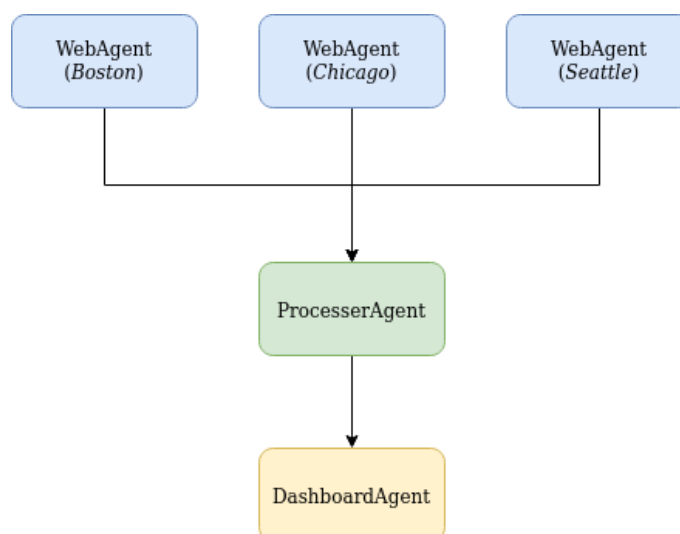 WebAgent
(Boston)
WebAgent
(Chicago)
WebAgent
(Seattle)
ProcesserAgent
DashboardAgent